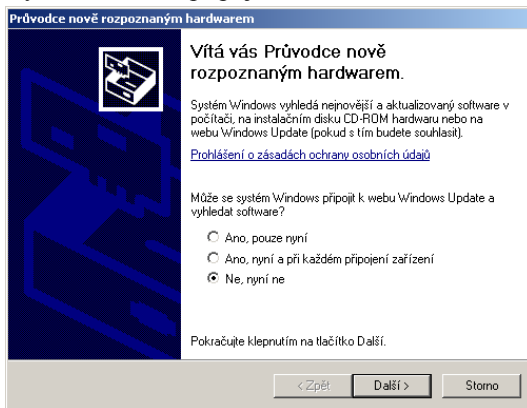 Průvodce nově rozpoznaným hardwarem
Vítá vás Průvodce nově
rozpoznaným hardwarem.
Systém Windows vyhledá nejnovější a aktualizovaný software v
počítači, na instalačním disku CD-ROM hardwaru nebo na
webu Windows Update (pokud s tím budete souhlasit).
Prohlášení o zásadách ochrany osobních údajů
Může se systém Windows připojit k webu Windows Update a
vyhledat software?
Ano, pouze nyní
Ano, nyní a při každém připojení zařízení
Ne, nyní ne
Pokračujte klepnutím na tlačítko Další.
< Zpět Další > Storno